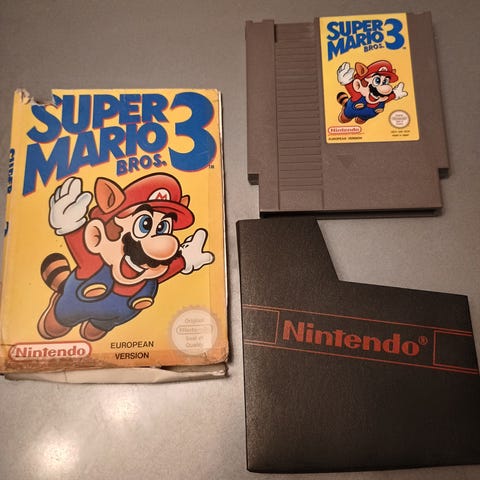 SUPER
MARIO 3
BROS. TM
Nintendo
EUROPEAN
VERSION
Original
Nintendo
Seal of
Quality
SUPER
MARIO 3
BROS.
Nintendo
EUROPEAN VERSION
Nintendo®